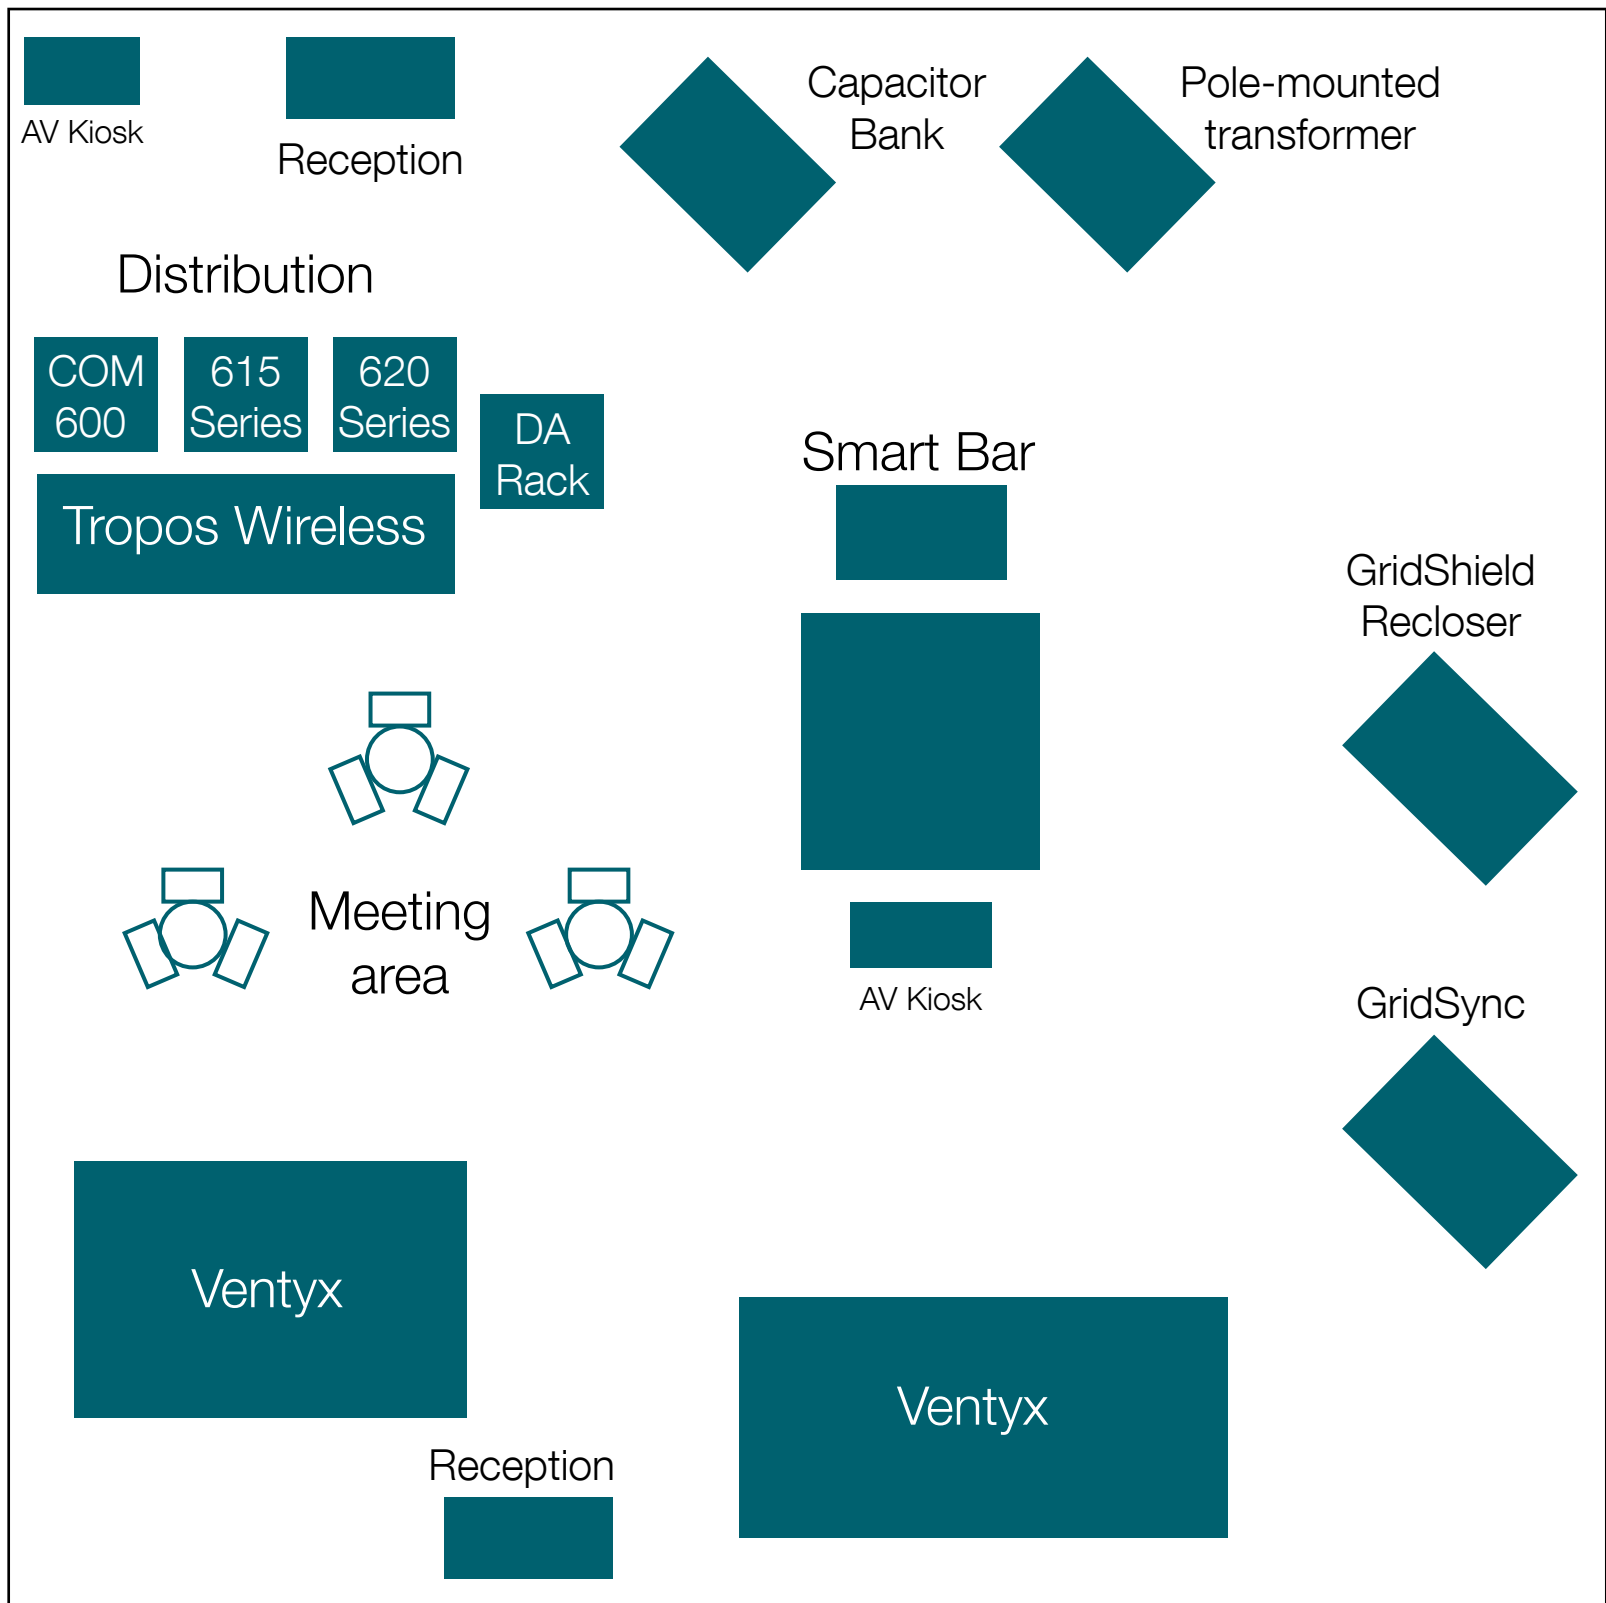 AV Kiosk
Reception
Capacitor
Bank
Pole-mounted
transformer
Distribution
COM
600
615
Series
620
Series
DA
Rack
Tropos Wireless
Smart Bar
GridShield
Recloser
Meeting
area
AV Kiosk
GridSync
Ventyx
Ventyx
Reception